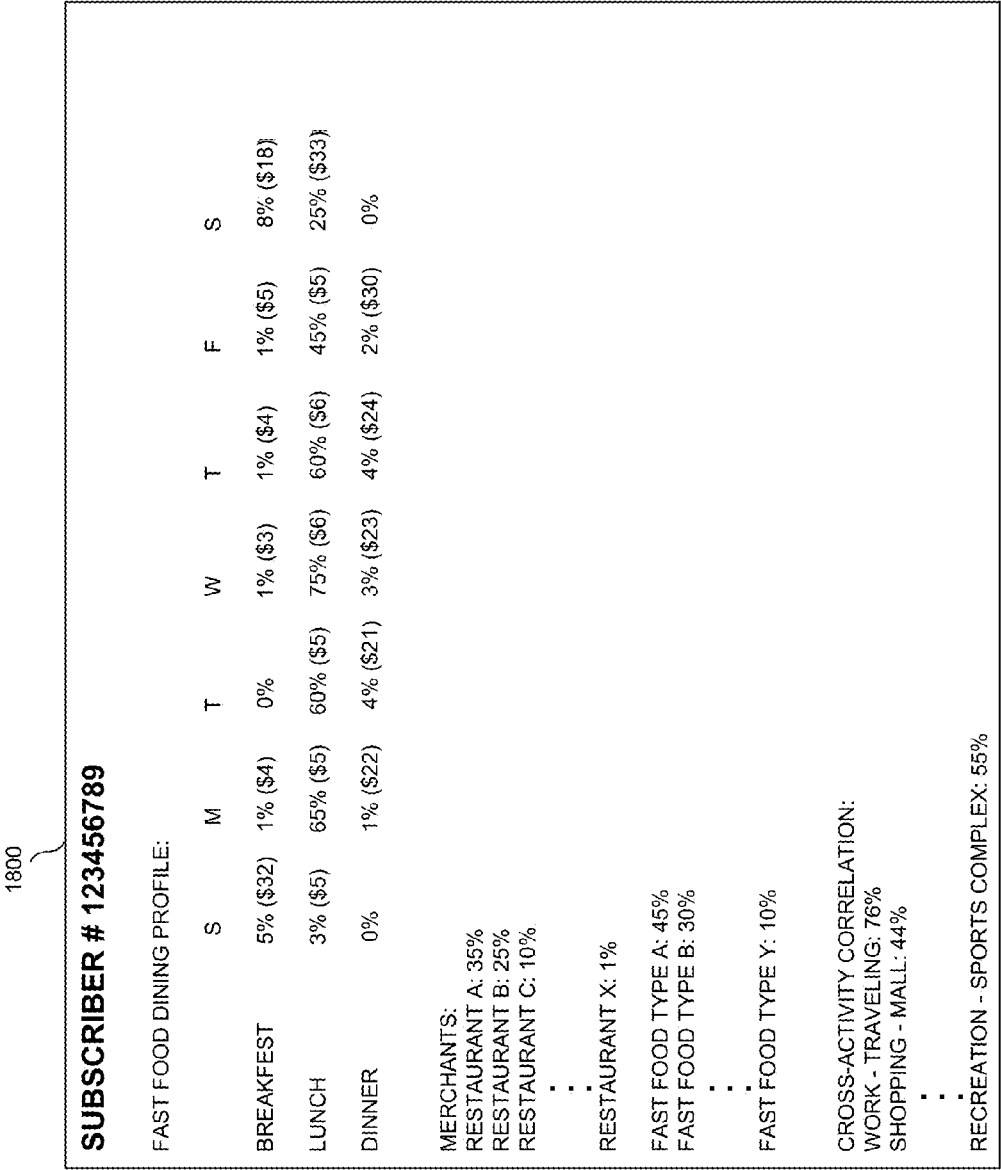 1800
SUBSCRIBER # 123456789
FAST FOOD DINING PROFILE:
S M T W T F S
BREAKFEST 5% ($32) 1% ($4) 0% 1% ($3) 1% ($4) 1% ($5) 8% ($18)
LUNCH 3% ($5) 65% ($5) 60% ($5) 75% ($6) 60% ($6) 45% ($5) 25% ($33)
DINNER 0% 1% ($22) 4% ($21) 3% ($23) 4% ($24) 2% ($30) 0%
MERCHANTS:
RESTAURANT A: 35%
RESTAURANT B: 25%
RESTAURANT C: 10%
. . .
RESTAURANT X: 1%
FAST FOOD TYPE A: 45%
FAST FOOD TYPE B: 30%
. . .
FAST FOOD TYPE Y: 10%
CROSS-ACTIVITY CORRELATION:
WORK - TRAVELING: 76%
SHOPPING - MALL: 44%
. . .
RECREATION - SPORTS COMPLEX: 55%